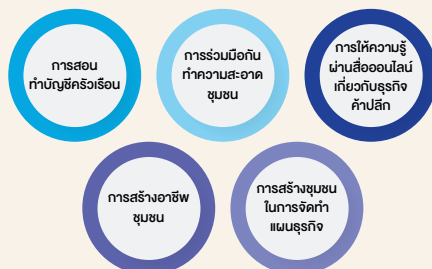 การสอน
ทำบัญชีครัวเรือน
การร่วมมือกัน
ทำความสะอาด
ชุมชน
การให้ความรู้
ผ่านสื่อออนไลน์
เกี่ยวกับธุรกิจ
ค้าปลีก
การสร้างอาชีพ
ชุมชน
การสร้างชุมชน
ในการจัดทำ
แผนธุรกิจ